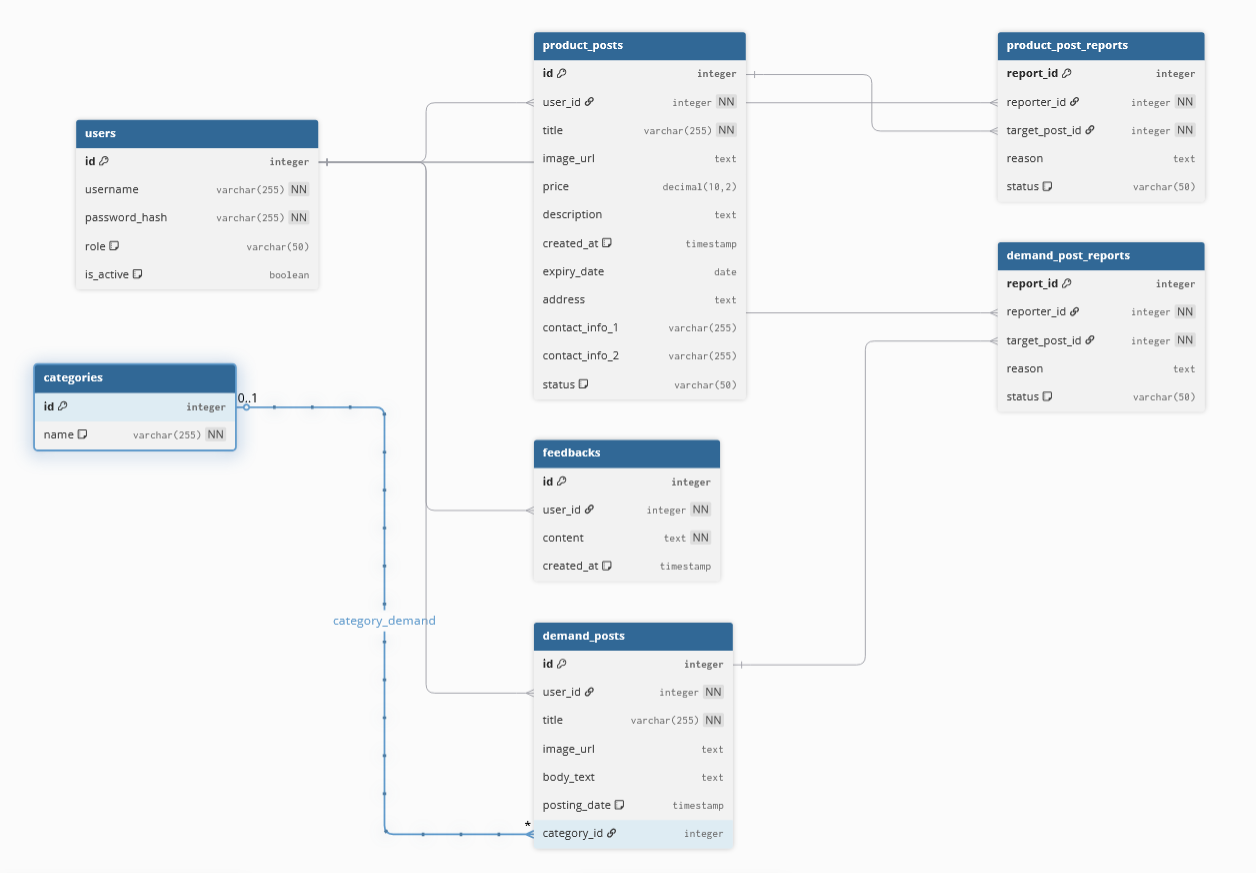 users
id integer
username varchar(255) NN
password_hash varchar(255) NN
role varchar(50)
is_active boolean
categories
id integer
name varchar(255) NN
0..1
category_demand
*
product_posts
id integer
user_id integer NN
title varchar(255) NN
image_url text
price decimal(10,2)
description text
created_at timestamp
expiry_date date
address text
contact_info_1 varchar(255)
contact_info_2 varchar(255)
status varchar(50)
feedbacks
id integer
user_id integer NN
content text NN
created_at timestamp
demand_posts
id integer
user_id integer NN
title varchar(255) NN
image_url text
body_text text
posting_date timestamp
category_id integer
product_post_reports
report_id integer
reporter_id integer NN
target_post_id integer NN
reason text
status varchar(50)
demand_post_reports
report_id integer
reporter_id integer NN
target_post_id integer NN
reason text
status varchar(50)